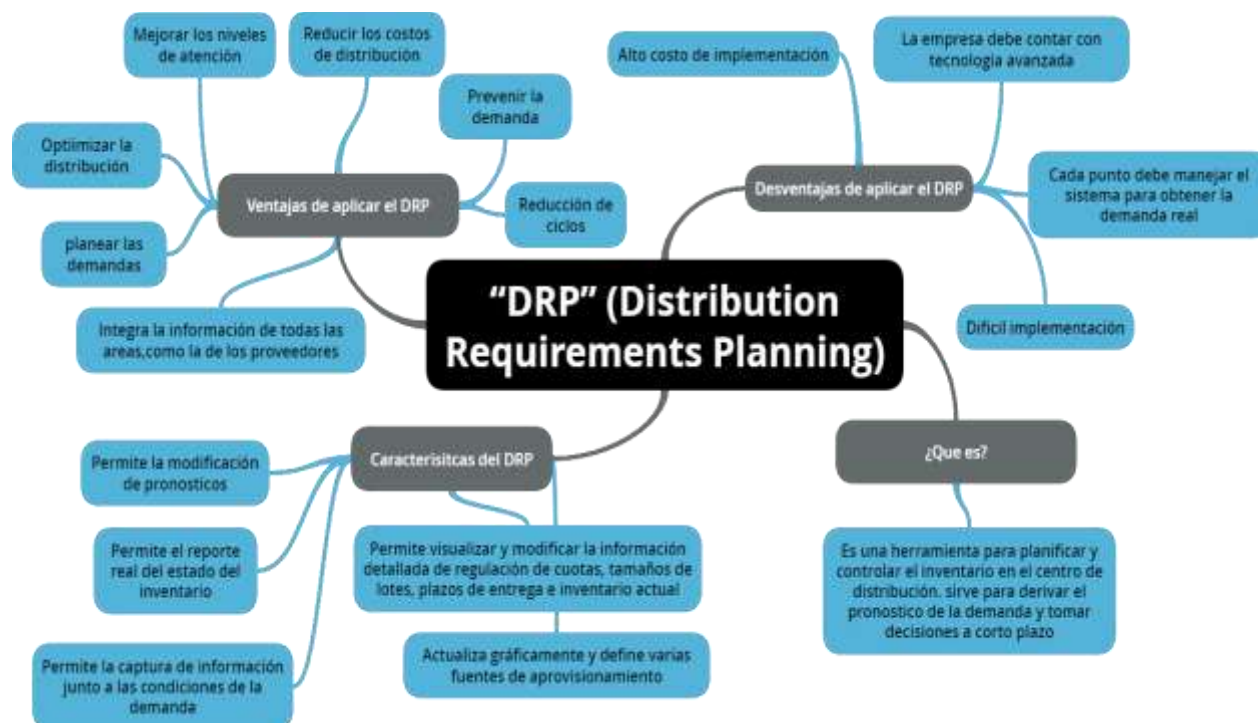 Mejorar los niveles
de atención
Reducir los costos
de distribución
Prevenir la
demanda
Optiimizar la
distribución
Ventajas de aplicar el DRP
Reducción de
ciclos
planear las
demandas
Integra la información de todas las
areas,como la de los proveedores
Alto costo de implementación
La empresa debe contar con
tecnologia avanzada
Desventajas de aplicar el DRP
Cada punto debe manejar el
sistema para obtener la
demanda real
Dificil implementación
“DRP” (Distribution
Requirements Planning)
Caracterisitcas del DRP
Permite la modificación
de pronosticos
Permite el reporte
real del estado del
inventario
Permite la captura de información
junto a las condiciones de la
demanda
Permite visualizar y modificar la información
detallada de regulación de cuotas, tamaños de
lotes, plazos de entrega e inventario actual
Actualiza gráficamente y define varias
fuentes de aprovisionamiento
¿Que es?
Es una herramienta para planificar y
controlar el inventario en el centro de
distribución. sirve para derivar el
pronostico de la demanda y tomar
decisiones a corto plazo